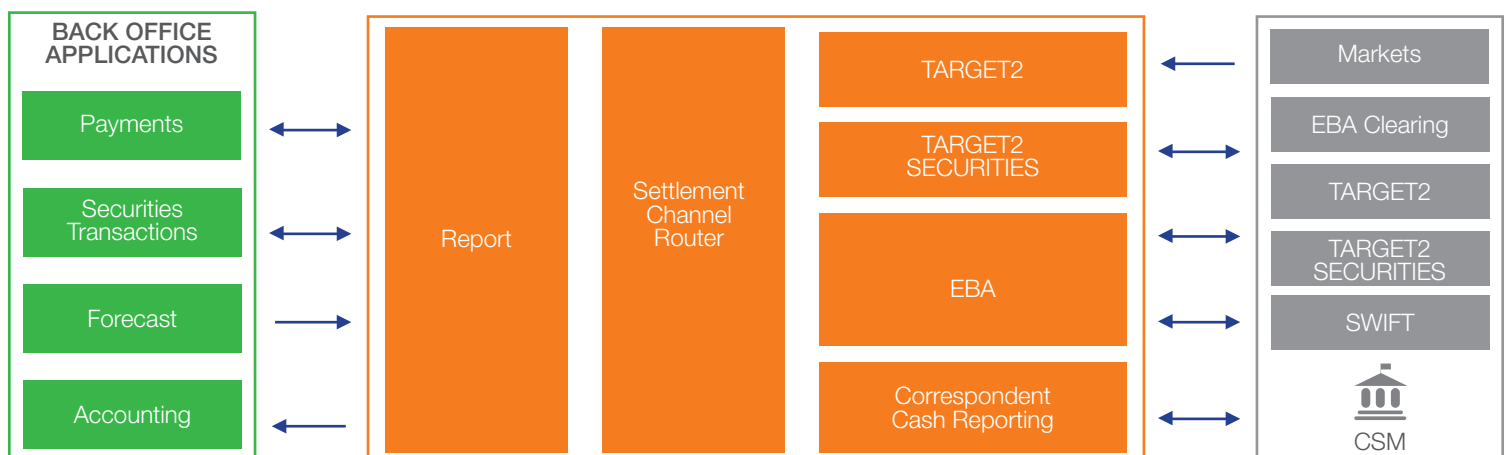 BACK OFFICE
APPLICATIONS
Payments
Securities
Transactions
Forecast
Accounting
Report
Settlement
Channel
Router
TARGET2
TARGET2
SECURITIES
EBA
Correspondent
Cash Reporting
Markets
EBA Clearing
TARGET2
TARGET2
SECURITIES
SWIFT
CSM